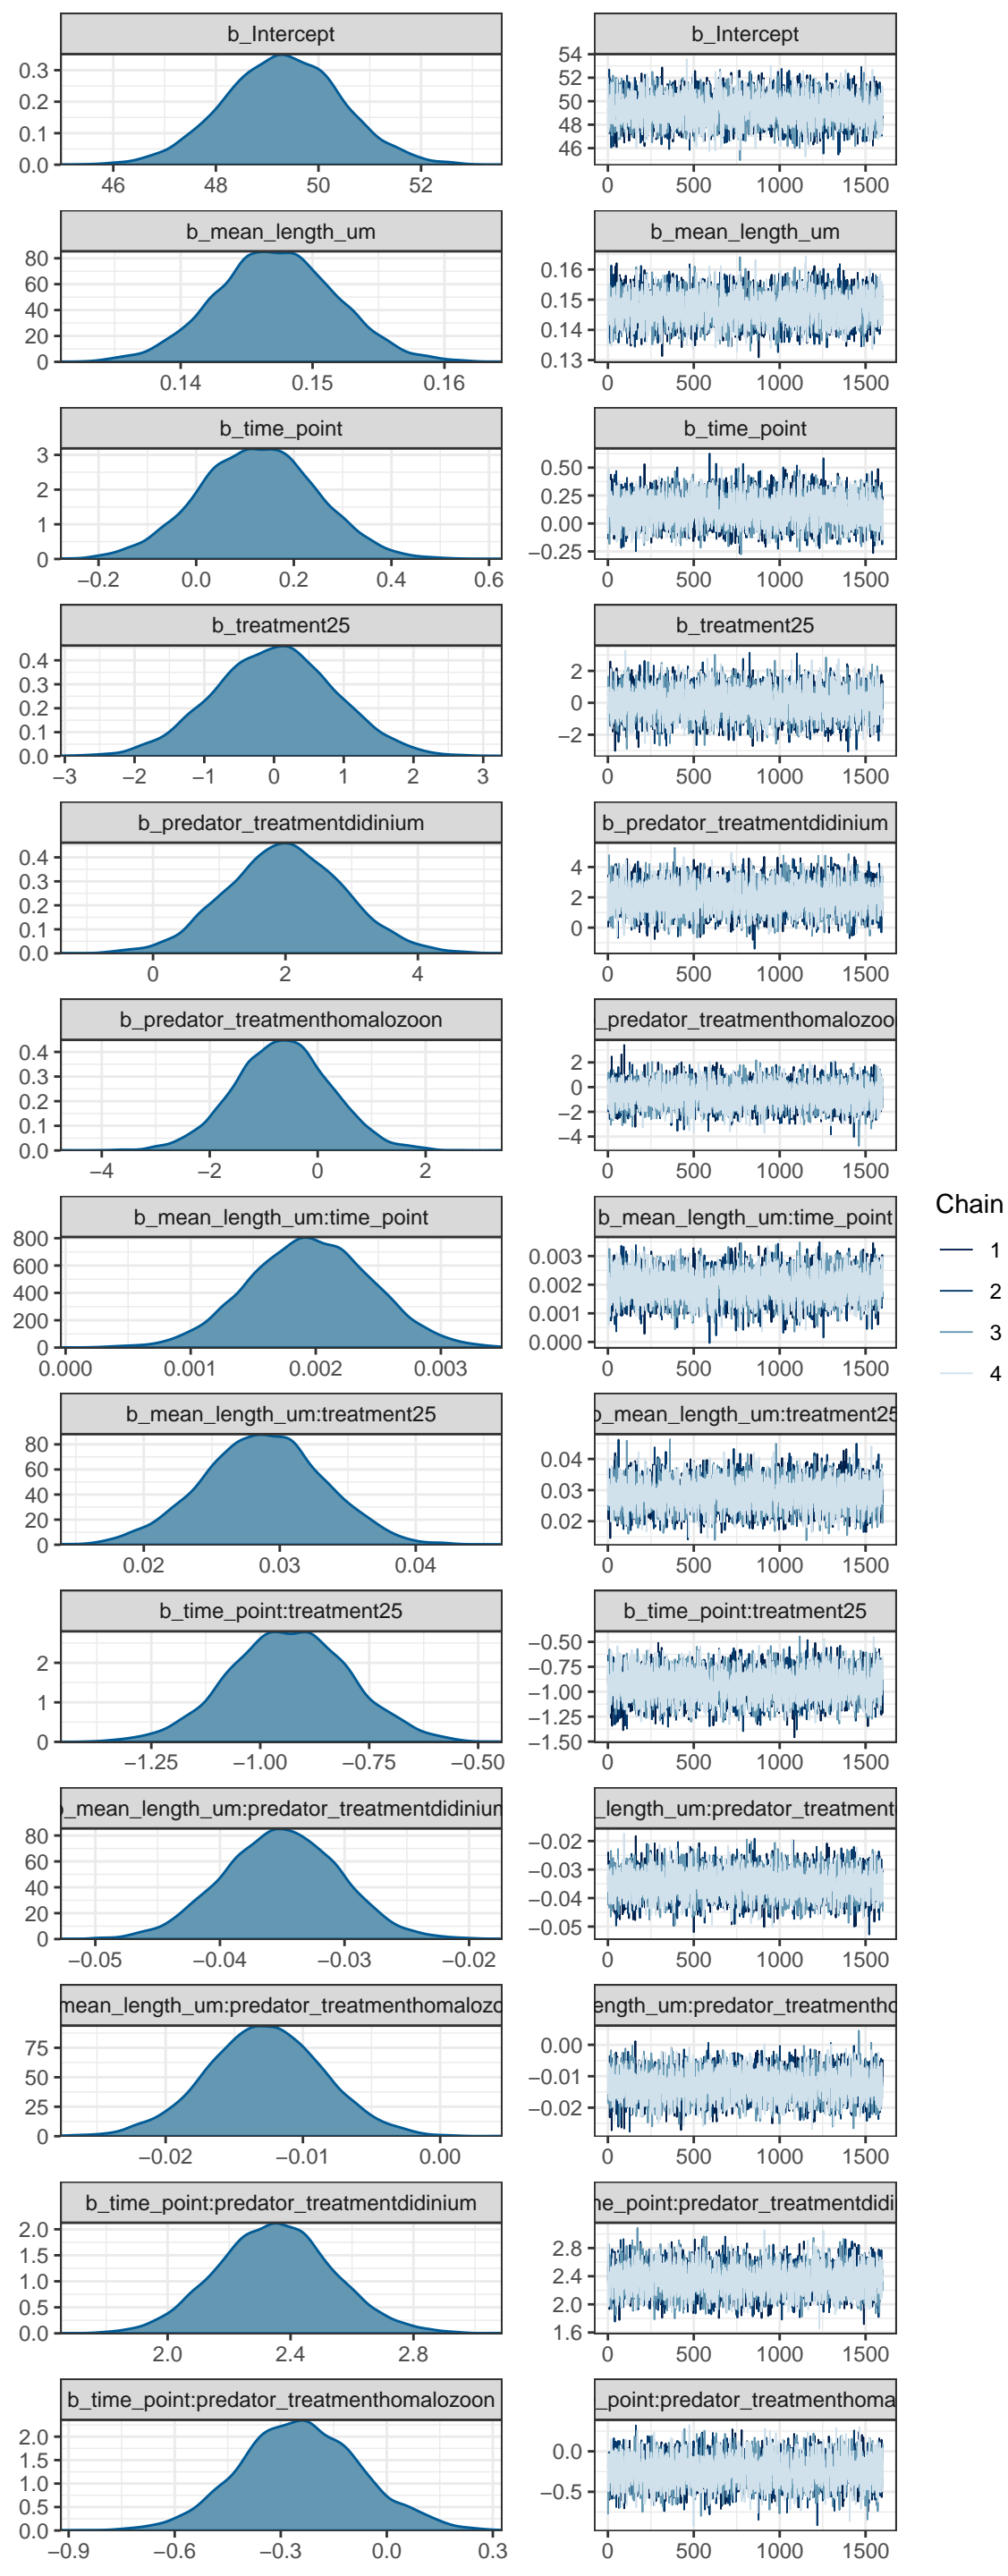 b_Intercept b_Intercept
0.3
0.2
0.1
0.0
46 48 50 52
54
52
50
48
46
0 500 1000 1500
b_mean_length_um b_mean_length_um
80
60
40
20
0
0.14 0.15 0.16
0.16
0.15
0.14
0.13
0 500 1000 1500
b_time_point b_time_point
3
2
1
0
−0.2 0.0 0.2 0.4 0.6
0.50
0.25
0.00
−0.25
0 500 1000 1500
b_treatment25 b_treatment25
0.4
0.3
0.2
0.1
0.0
−3 −2 −1 0 1 2 3
2
0
−2
0 500 1000 1500
b_predator_treatmentdidinium b_predator_treatmentdidinium
0.4
0.3
0.2
0.1
0.0
0 2 4
4
2
0
0 500 1000 1500
b_predator_treatmenthomalozoon _predator_treatmenthomalozoo
0.4
0.3
0.2
0.1
0.0
−4 −2 0 2
2
0
−2
−4
0 500 1000 1500
b_mean_length_um:time_point b_mean_length_um:time_point
800
600
400
200
0
0.000 0.001 0.002 0.003
0.003
0.002
0.001
0.000
0 500 1000 1500
Chain
1
2
3
4
b_mean_length_um:treatment25 b_mean_length_um:treatment25
80
60
40
20
0
0.02 0.03 0.04
0.04
0.03
0.02
0 500 1000 1500
b_time_point:treatment25 b_time_point:treatment25
2
1
0
−1.25 −1.00 −0.75 −0.50
−0.50
−0.75
−1.00
−1.25
−1.50
0 500 1000 1500
_mean_length_um:predator_treatmentdidinium _length_um:predator_treatment
80
60
40
20
0
−0.05 −0.04 −0.03 −0.02
−0.02
−0.03
−0.04
−0.05
0 500 1000 1500
mean_length_um:predator_treatmenthomalozo ength_um:predator_treatmentho
75
50
25
0
−0.02 −0.01 0.00
0.00
−0.01
−0.02
0 500 1000 1500
b_time_point:predator_treatmentdidinium ne_point:predator_treatmentdidi
2.0
1.5
1.0
0.5
0.0
2.0 2.4 2.8
2.8
2.4
2.0
1.6
0 500 1000 1500
b_time_point:predator_treatmenthomalozoon _point:predator_treatmenthoma
2.0
1.5
1.0
0.5
0.0
−0.9 −0.6 −0.3 0.0 0.3
0.0
−0.5
0 500 1000 1500